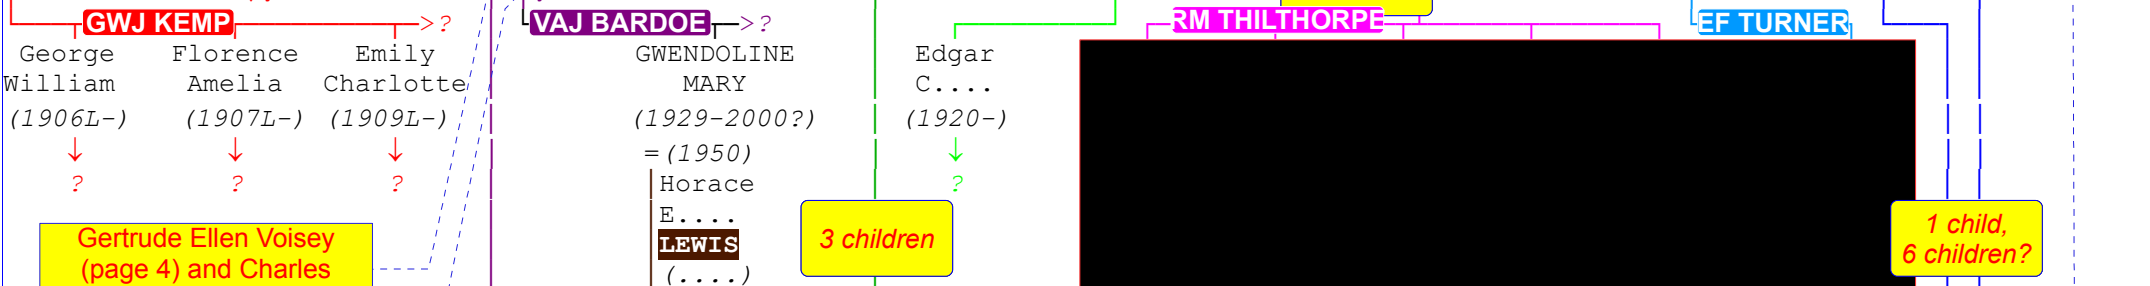 GWJ KEMP >?
VAJ BARDOE >?
RM THILTHORPE
EF TURNER
George
William
(1906L-)
↓
?
Florence
Amelia
(1907L-)
↓
?
Emily
Charlotte
(1909L-)
↓
?
GWENDOLINE
MARY
(1929-2000?)
=(1950)
Horace
E....
LEWIS
(....)
Edgar
C....
(1920-)
↓
?
Gertrude Ellen Voisey
(page 4) and Charles
3 children
1 child,
6 children?